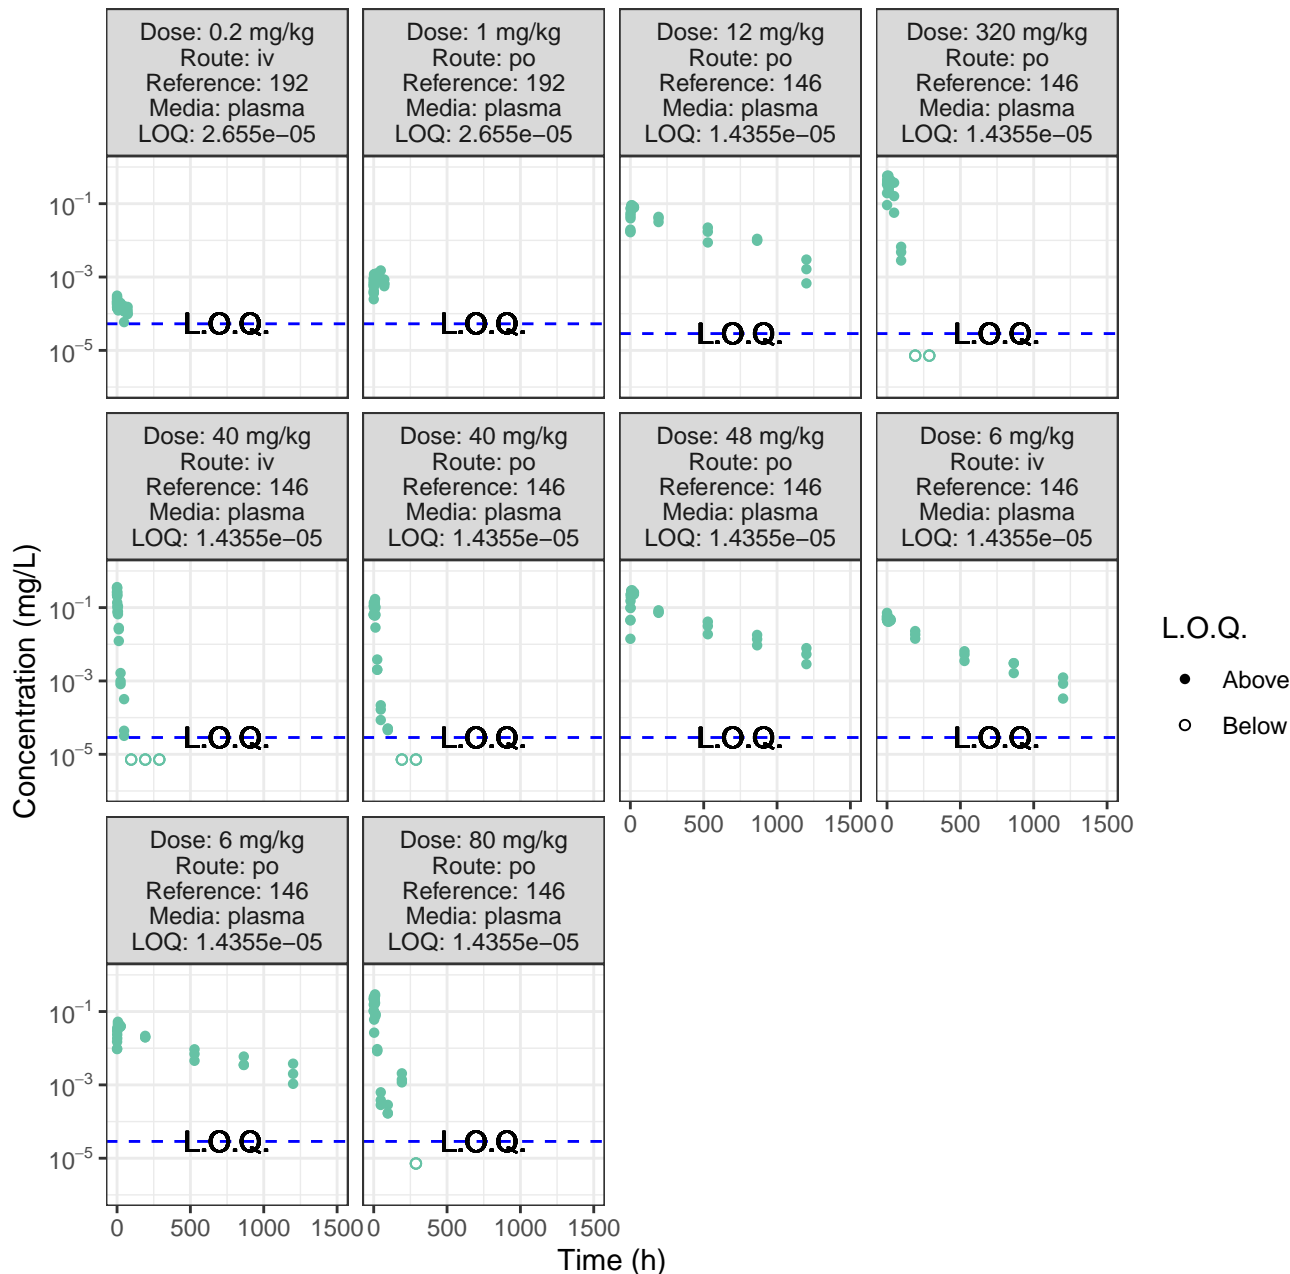 Dose: 0.2 mg/kg
Route: iv
Reference: 192
Media: plasma
LOQ: 2.655e−05
Dose: 1 mg/kg
Route: po
Reference: 192
Media: plasma
LOQ: 2.655e−05
Dose: 12 mg/kg
Route: po
Reference: 146
Media: plasma
LOQ: 1.4355e−05
Dose: 320 mg/kg
Route: po
Reference: 146
Media: plasma
LOQ: 1.4355e−05
10⁻¹
10⁻³
10⁻⁵
L.O.Q.
L.O.Q.
L.O.Q.
L.O.Q.
Dose: 40 mg/kg
Route: iv
Reference: 146
Media: plasma
LOQ: 1.4355e−05
Dose: 40 mg/kg
Route: po
Reference: 146
Media: plasma
LOQ: 1.4355e−05
Dose: 48 mg/kg
Route: po
Reference: 146
Media: plasma
LOQ: 1.4355e−05
Dose: 6 mg/kg
Route: iv
Reference: 146
Media: plasma
LOQ: 1.4355e−05
10⁻¹
10⁻³
10⁻⁵
L.O.Q.
L.O.Q.
L.O.Q.
L.O.Q.
0 500 1000 1500
0 500 1000 1500
Dose: 6 mg/kg
Route: po
Reference: 146
Media: plasma
LOQ: 1.4355e−05
Dose: 80 mg/kg
Route: po
Reference: 146
Media: plasma
LOQ: 1.4355e−05
10⁻¹
10⁻³
10⁻⁵
L.O.Q.
L.O.Q.
0 500 1000 1500
0 500 1000 1500
Time (h)
Concentration (mg/L)
L.O.Q.
Above
Below